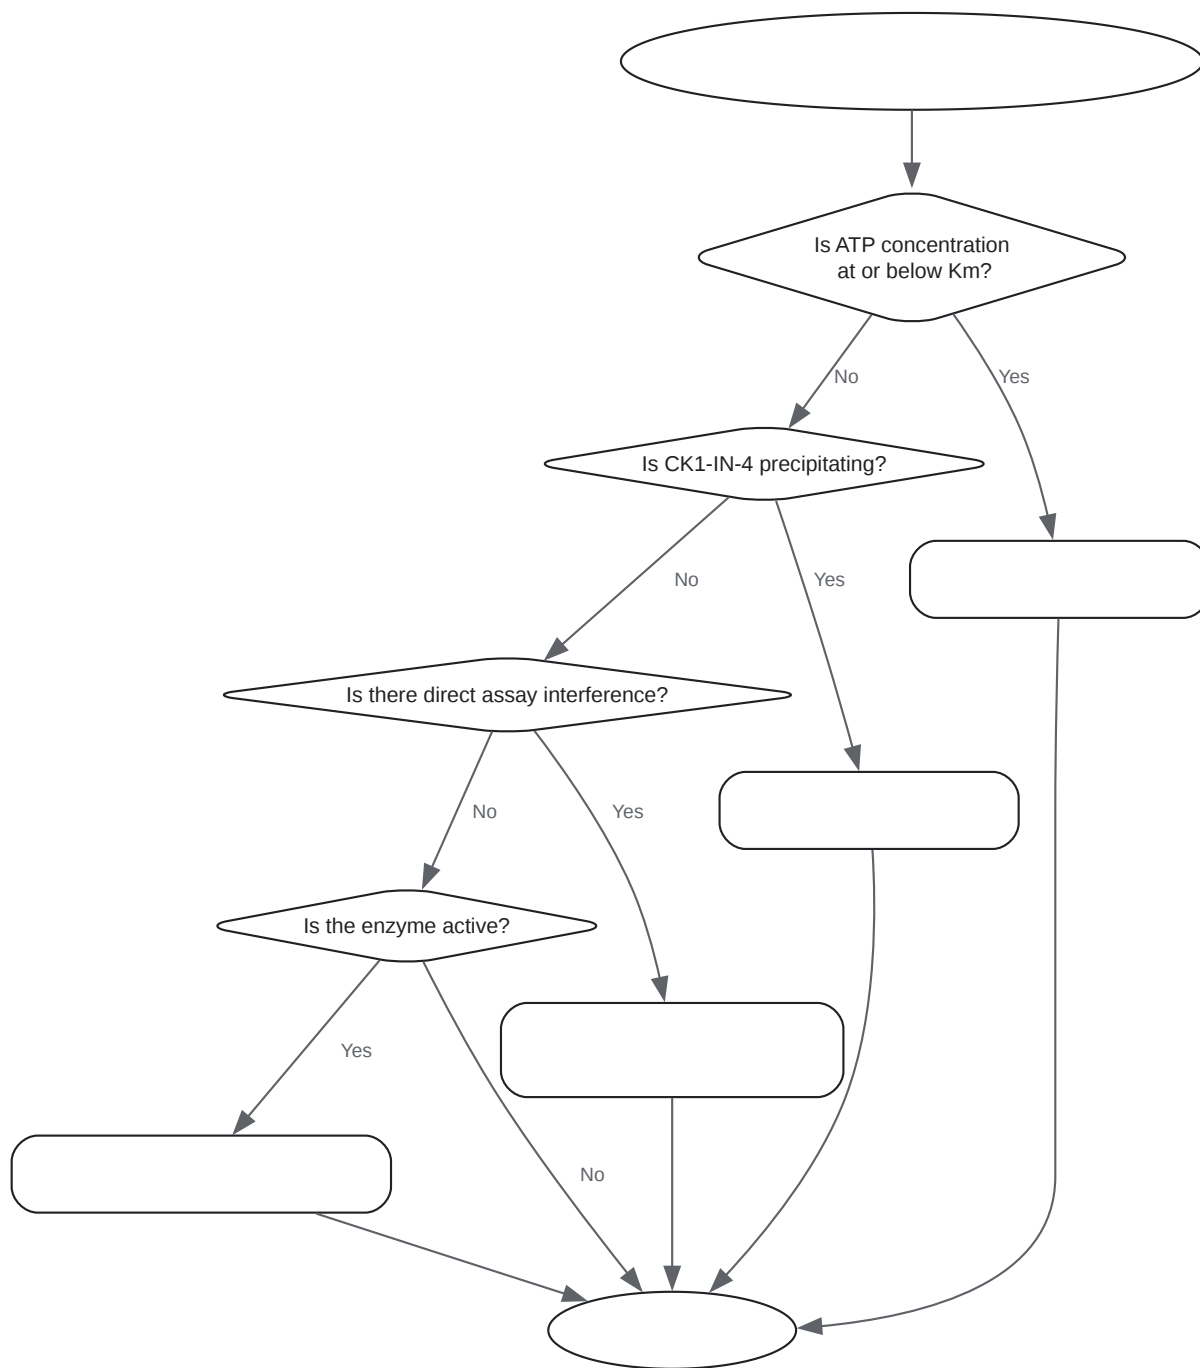 Is ATP concentration
at or below Km?
No
Yes
Is CK1-IN-4 precipitating?
No
Yes
Is there direct assay interference?
No
Yes
Is the enzyme active?
Yes
No